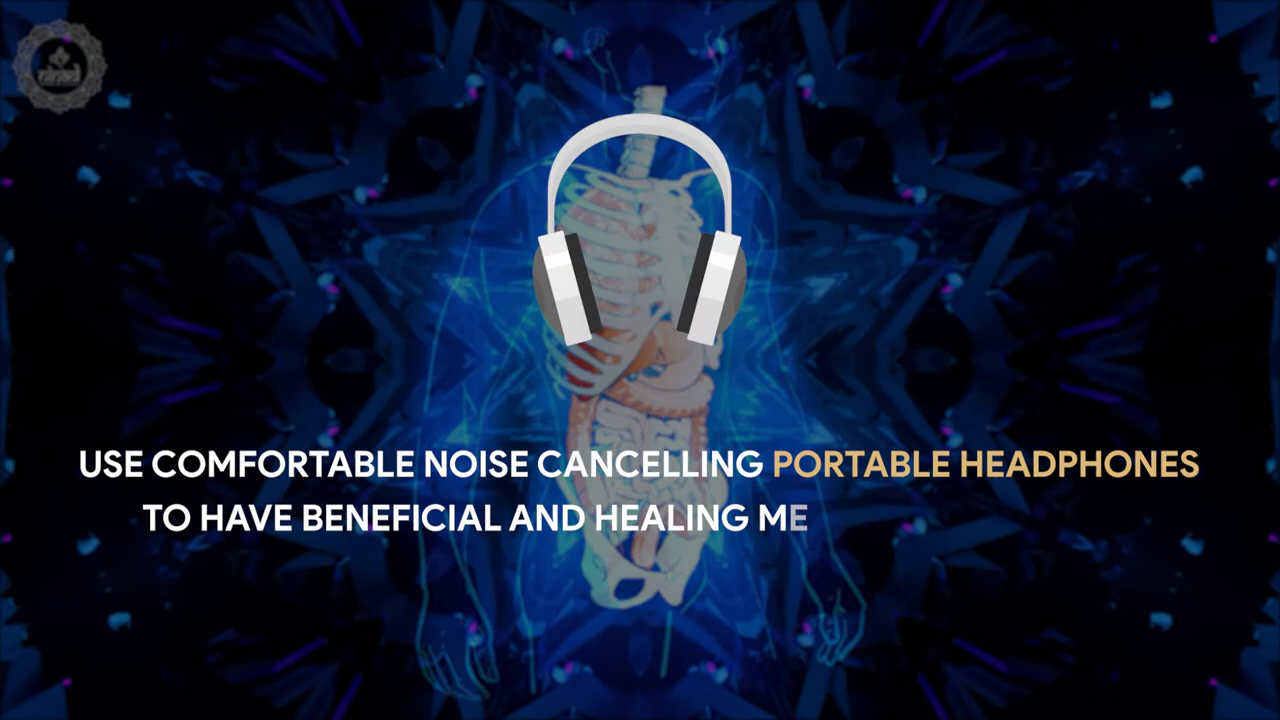 USE COMFORTABLE NOISE CANCELLING PORTABLE HEADPHONES
TO HAVE BENEFICIAL AND HEALING ME